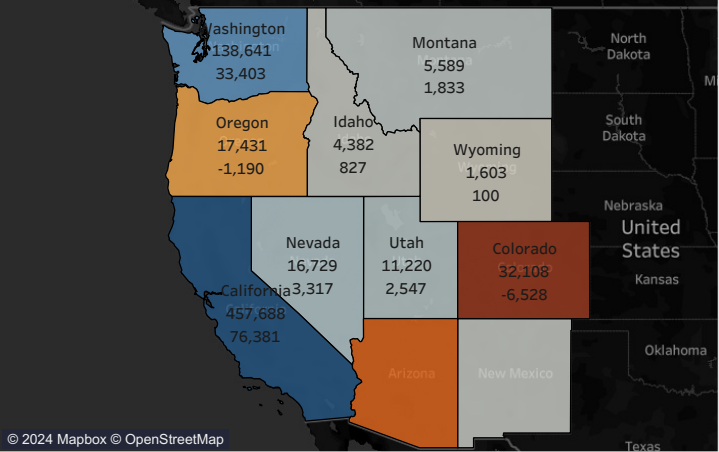 Washington
138,641
33,403
Montana
5,589
1,833
North
Dakota
Oregon
17,431
-1,190
Idaho
4,382
827
Wyoming
1,603
100
South
Dakota
Nebraska
United
States
Kansas
Nevada
16,729
3,317
Utah
11,220
2,547
Colorado
32,108
-6,528
California
457,688
76,381
Arizona
New Mexico
Oklahoma
Texas
© 2024 Mapbox © OpenStreetMap